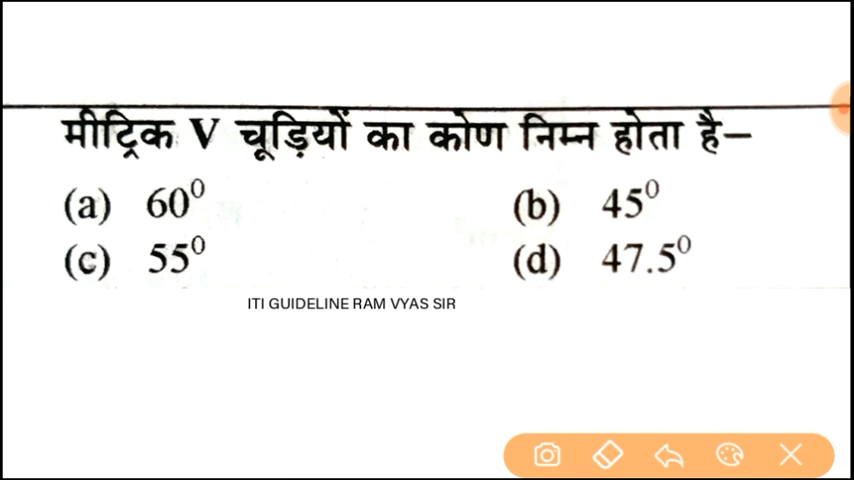 मीट्रिक V चूड़ियों का कोण निम्न होता है–
(a) 60⁰ (b) 45⁰
(c) 55⁰ (d) 47.5⁰
ITI GUIDELINE RAM VYAS SIR